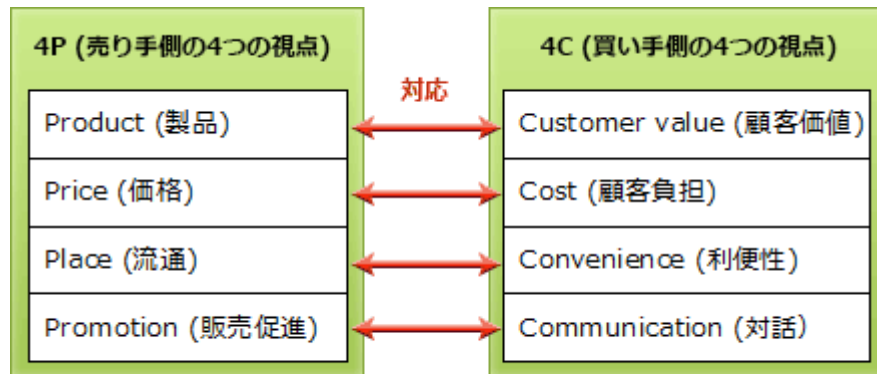 4P (売り手側の4つの視点)
Product (製品)
Price (価格)
Place (流通)
Promotion (販売促進)
対応
4C (買い手側の4つの視点)
Customer value (顧客価値)
Cost (顧客負担)
Convenience (利便性)
Communication (対話)